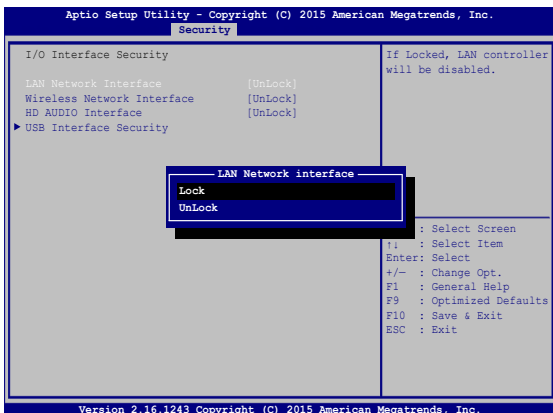 Aptio Setup Utility - Copyright (C) 2015 American Megatrends, Inc.
Security
I/O Interface Security
LAN Network Interface [UnLock]
Wireless Network Interface [UnLock]
HD AUDIO Interface [UnLock]
USB Interface Security
If Locked, LAN controller
will be disabled.
LAN Network interface
Lock
UnLock
: Select Screen
↑↓ : Select Item
Enter: Select
+/— : Change Opt.
F1 : General Help
F9 : Optimized Defaults
F10 : Save & Exit
ESC : Exit
Version 2.16.1243 Copyright (C) 2015 American Megatrends, Inc.